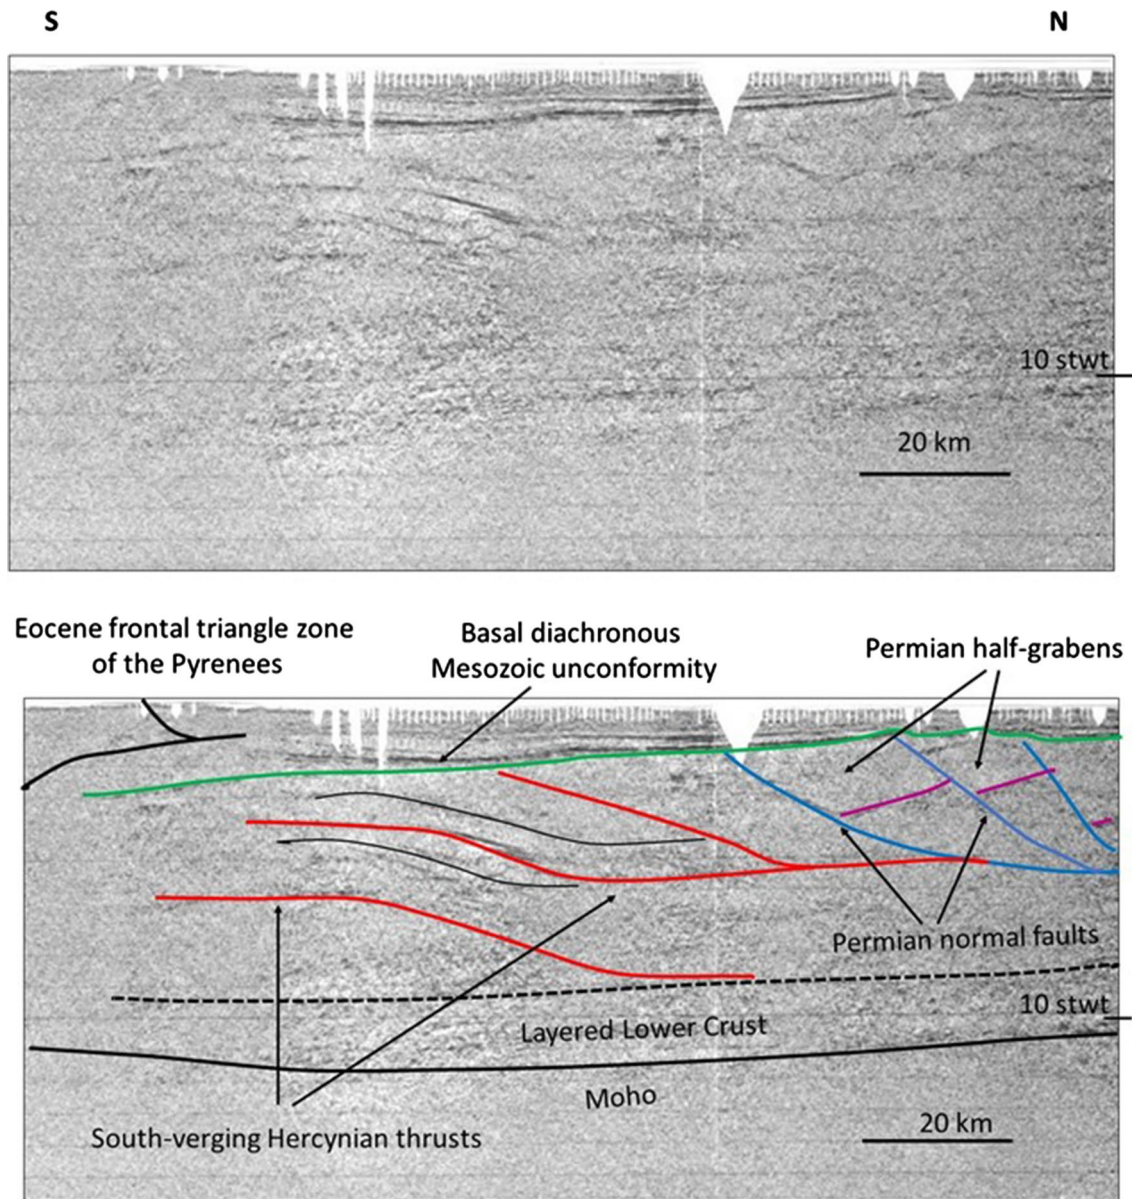 S N
10 stwt
20 km
Eocene frontal triangle zone
of the Pyrenees
Basal diachronous
Mesozoic unconformity
Permian half-grabens
Permian normal faults
10 stwt
Layered Lower Crust
Moho
South-verging Hercynian thrusts
20 km